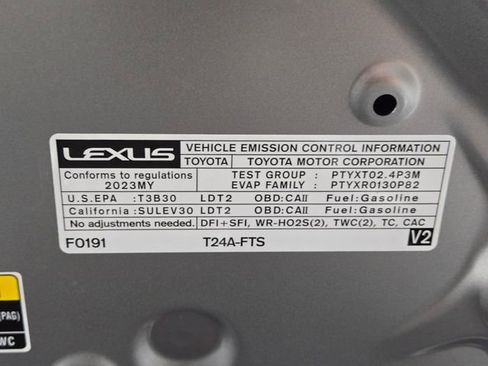 LEXUS VEHICLE EMISSION CONTROL INFORMATION
TOYOTA TOYOTA MOTOR CORPORATION
Conforms to regulations TEST GROUP : PTYXT02.4P3M
2023MY EVAP FAMILY : PTYXR0130P82
U.S.EPA :T3B30 LDT2 OBD:CAII Fuel:Gasoline
California :SULEV30 LDT2 OBD:CAII Fuel:Gasoline
No adjustments needed. DFI+SFI, WR-HO2S(2), TWC(2), TC, CAC
F0191 T24A-FTS V2
(PAG)
WC